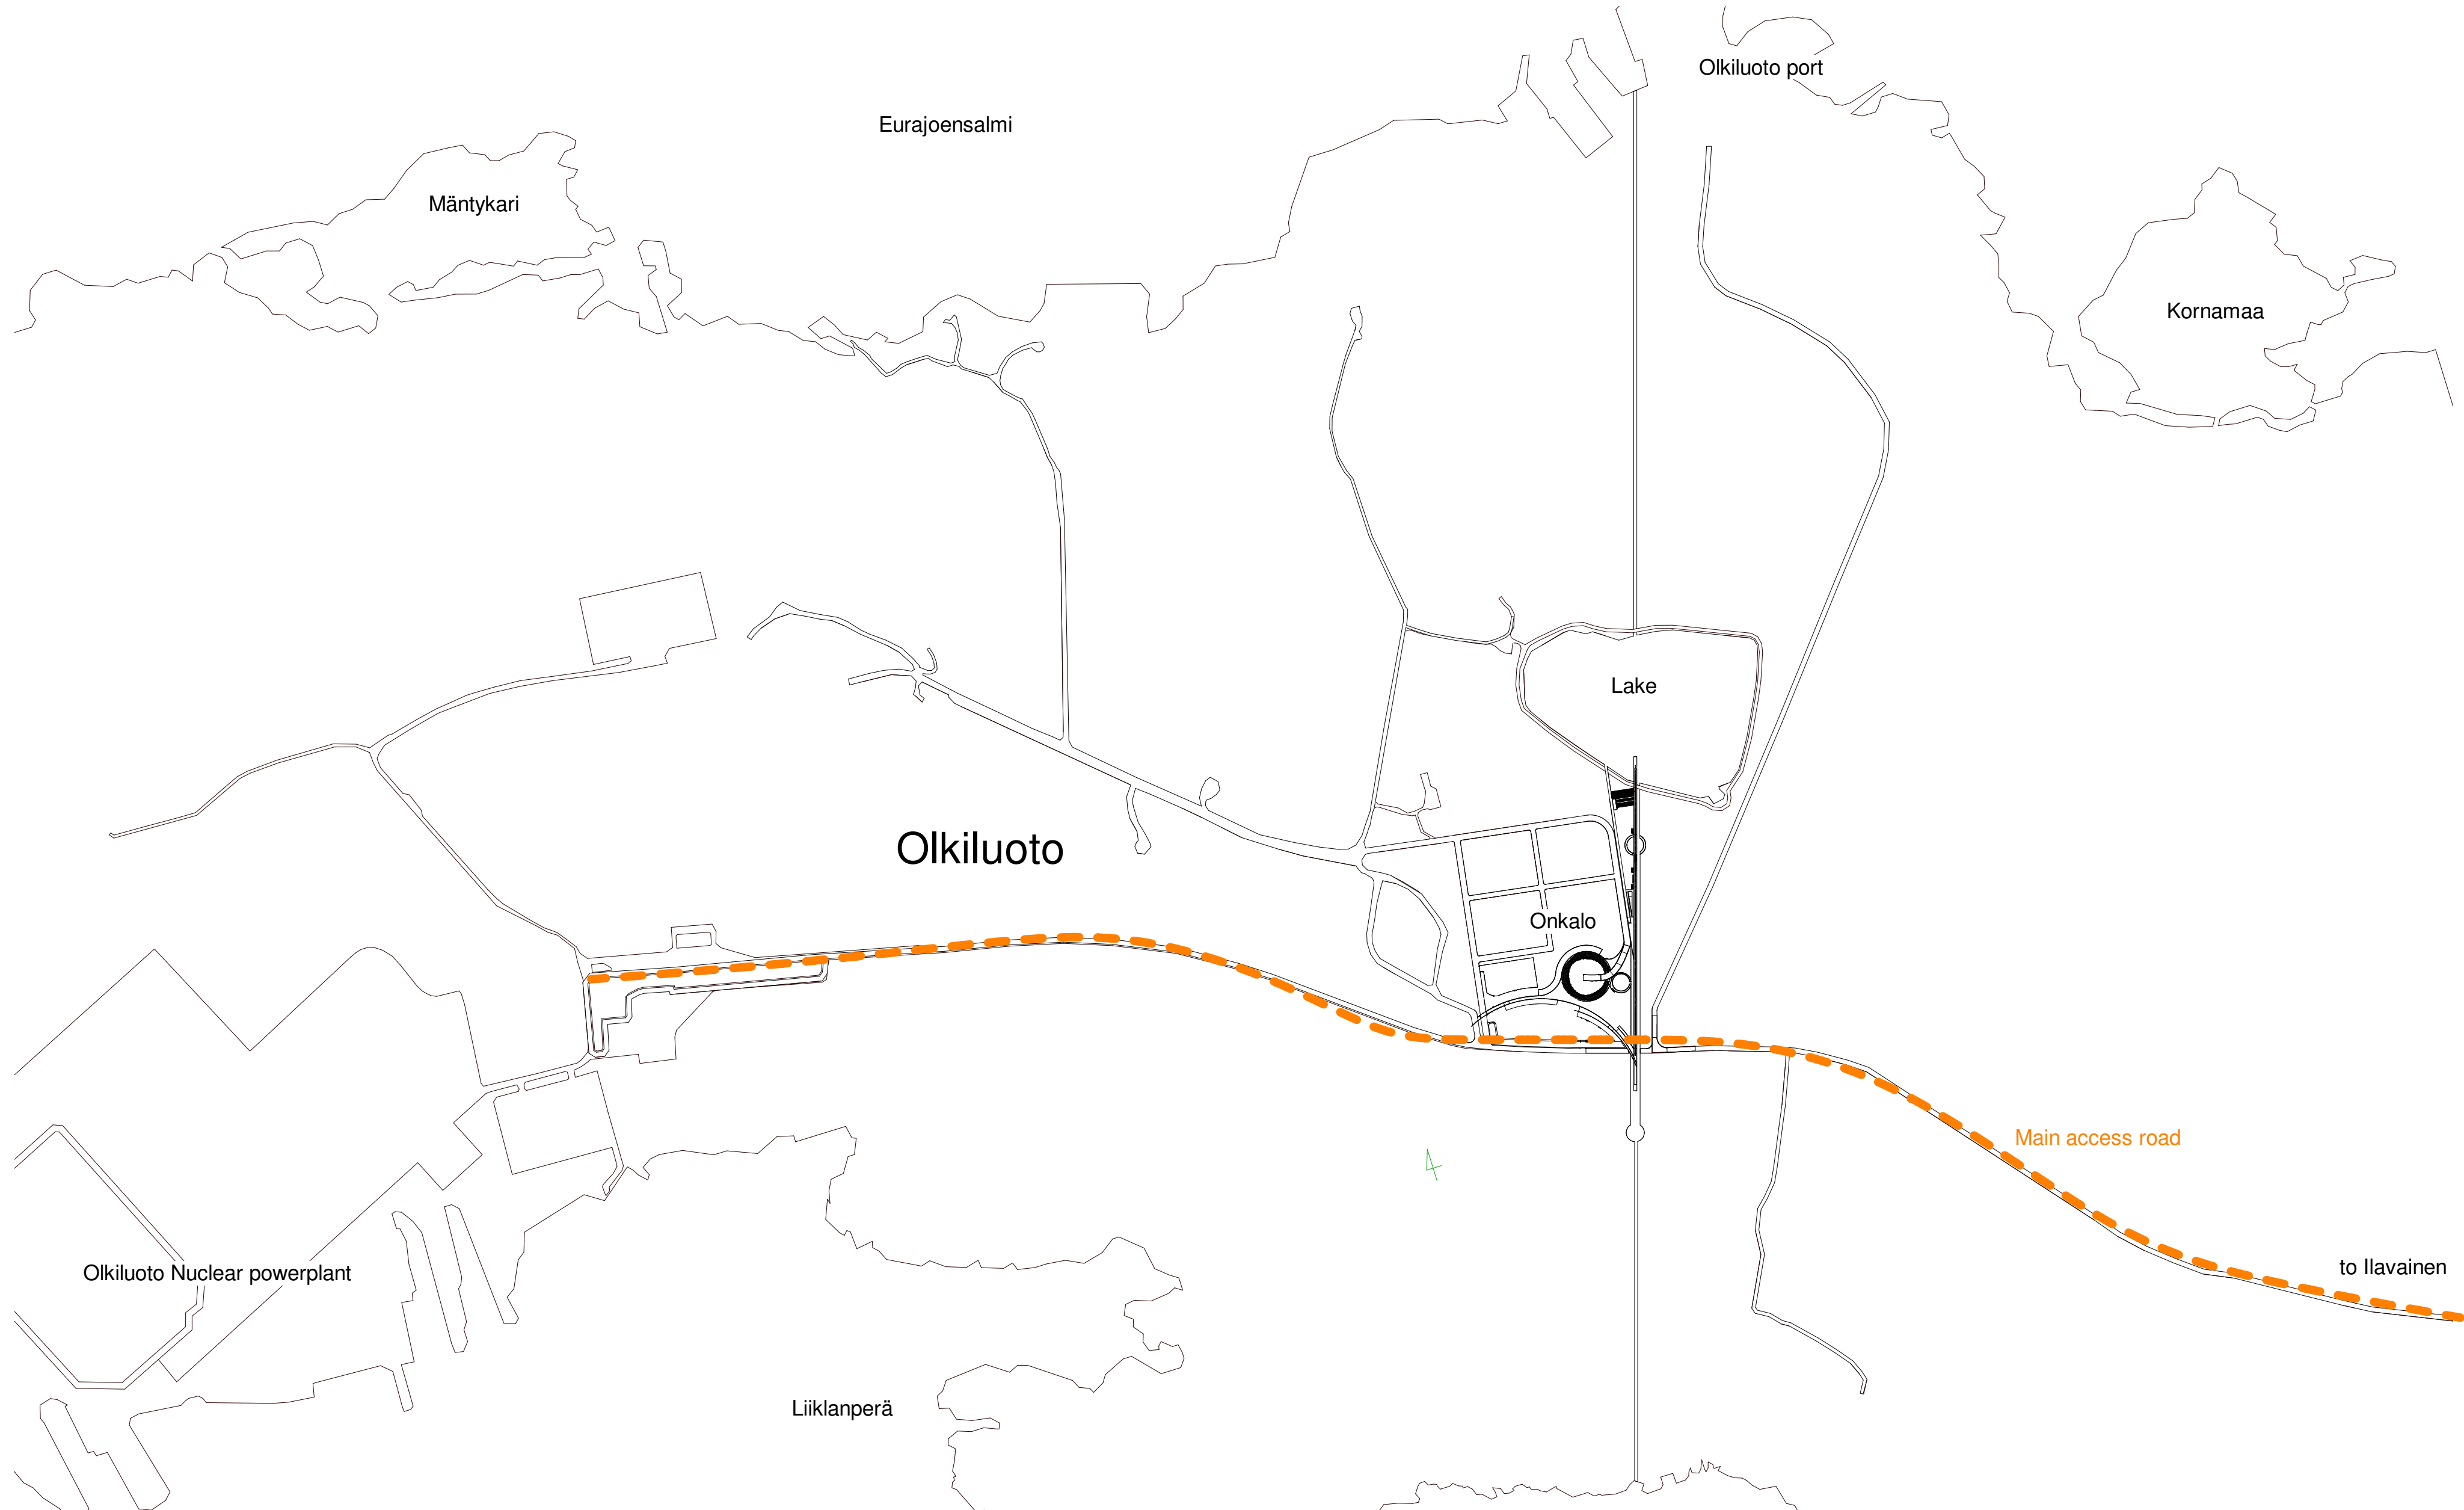 Olkiluoto port
Eurajoensalmi
Mäntykari
Kornamaa
Lake
Olkiluoto
Onkalo
Main access road
to Ilavainen
Olkiluoto Nuclear powerplant
Liiklanperä